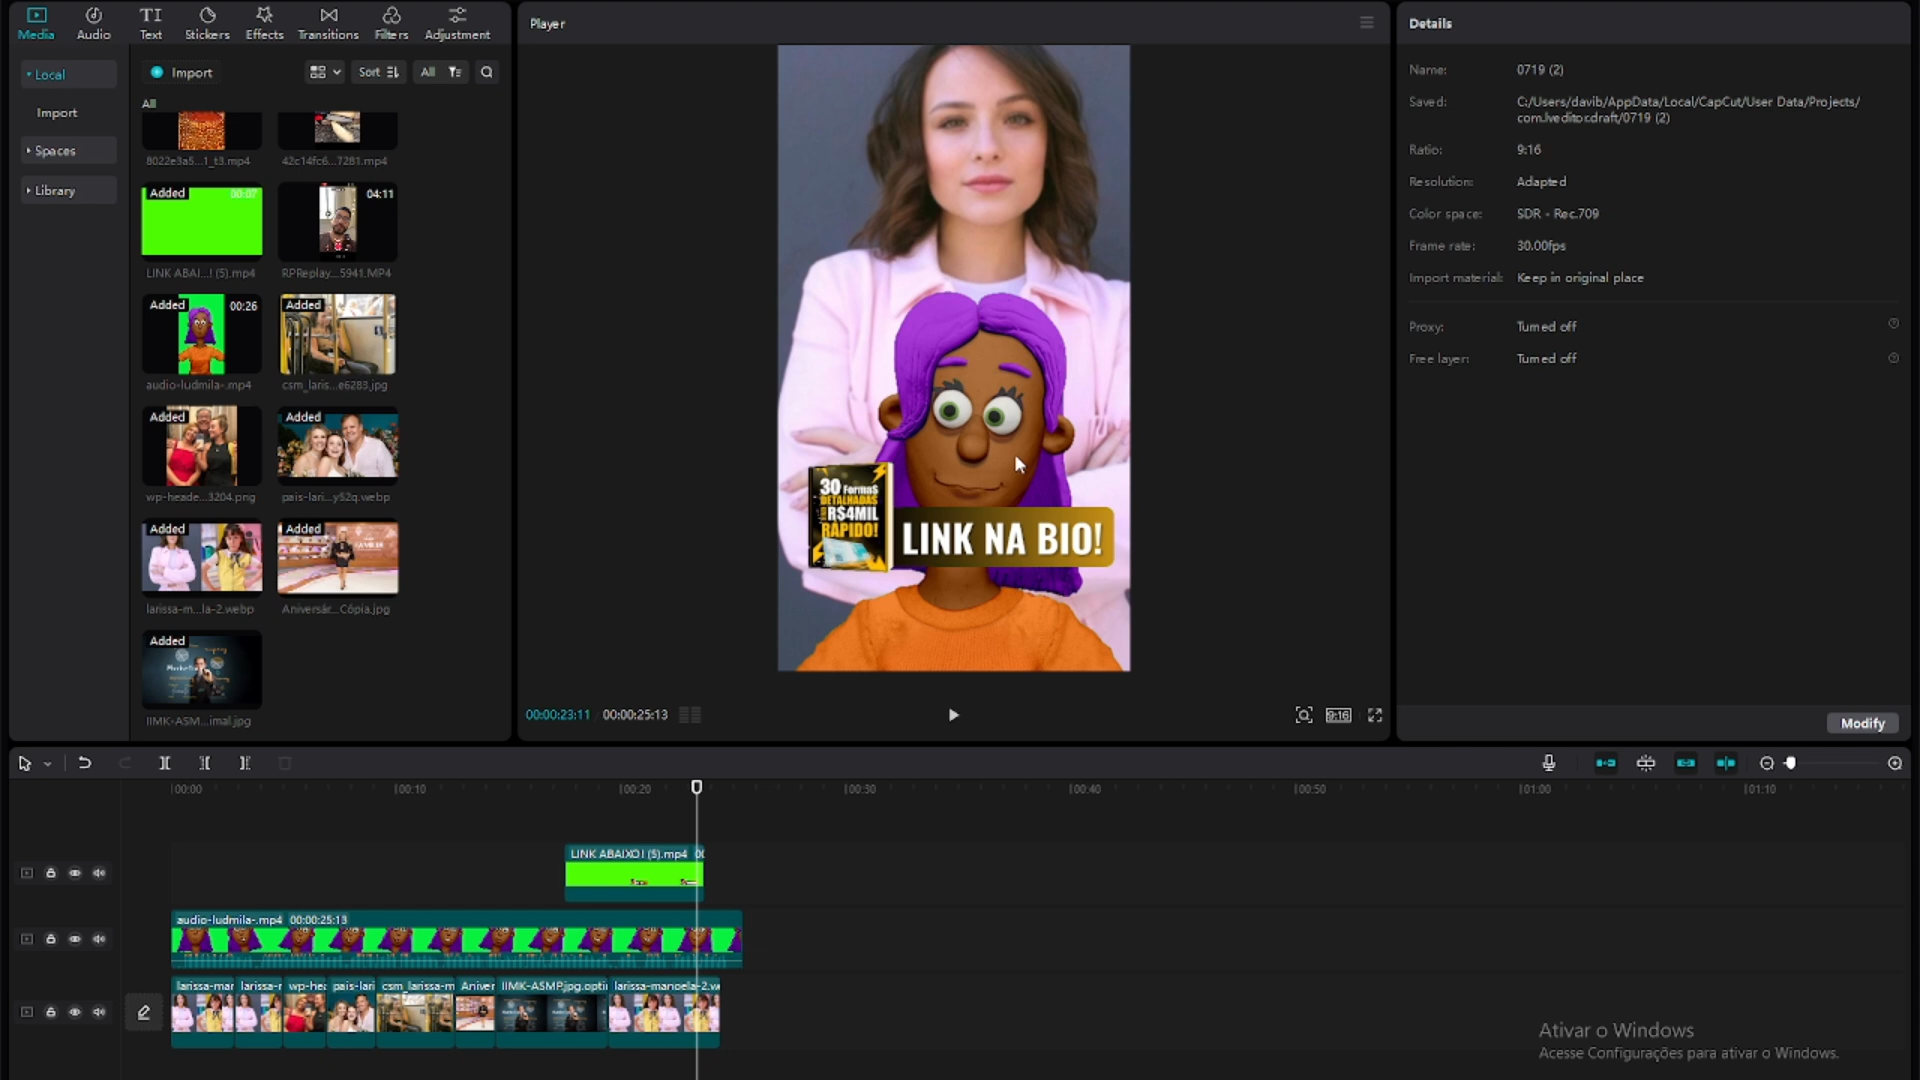 Media
Audio
TI
Text
Stickers
Effects
Transitions
Filters
Adjustment
Player
Details
Local
Import
Spaces
Library
Import
Sort
All
All
8022e3a5...1_t3.mp4
42c14fc6...7281.mp4
Added
00:07
04:11
LINK ABAI...! (5).mp4
RPReplay...5941.MP4
Added
00:26
Added
audio-ludmila-.mp4
csm_laris...e6283.jpg
Added
Added
wp-heade...3204.png
pais-lari...y52q.webp
Added
Added
larissa-m...la-2.webp
Aniversár...Cópia.jpg
Added
IIMK-ASM...imal.jpg
30 Formas
DETALHADAS
R$4MIL
RÁPIDO!
LINK NA BIO!
00:00:23:11
00:00:25:13
9:16
Name:
0719 (2)
Saved:
C:/Users/davib/AppData/Local/CapCut/User Data/Projects/
com.lveditor.draft/0719 (2)
Ratio:
9:16
Resolution:
Adapted
Color space:
SDR - Rec.709
Frame rate:
30.00fps
Import material:
Keep in original place
Proxy:
Turned off
Free layer:
Turned off
Modify
00:00
00:10
00:20
00:30
00:40
00:50
01:00
01:10
LINK ABAIXO! (5).mp4 00
audio-ludmila-.mp4 00:00:25:13
larissa-mar
larissa-r
wp-hea
pais-lari
csm_larissa-m
Aniver
IIMK-ASMP.jpg.opti
larissa-manoela-2.w
Ativar o Windows
Acesse Configurações para ativar o Windows.